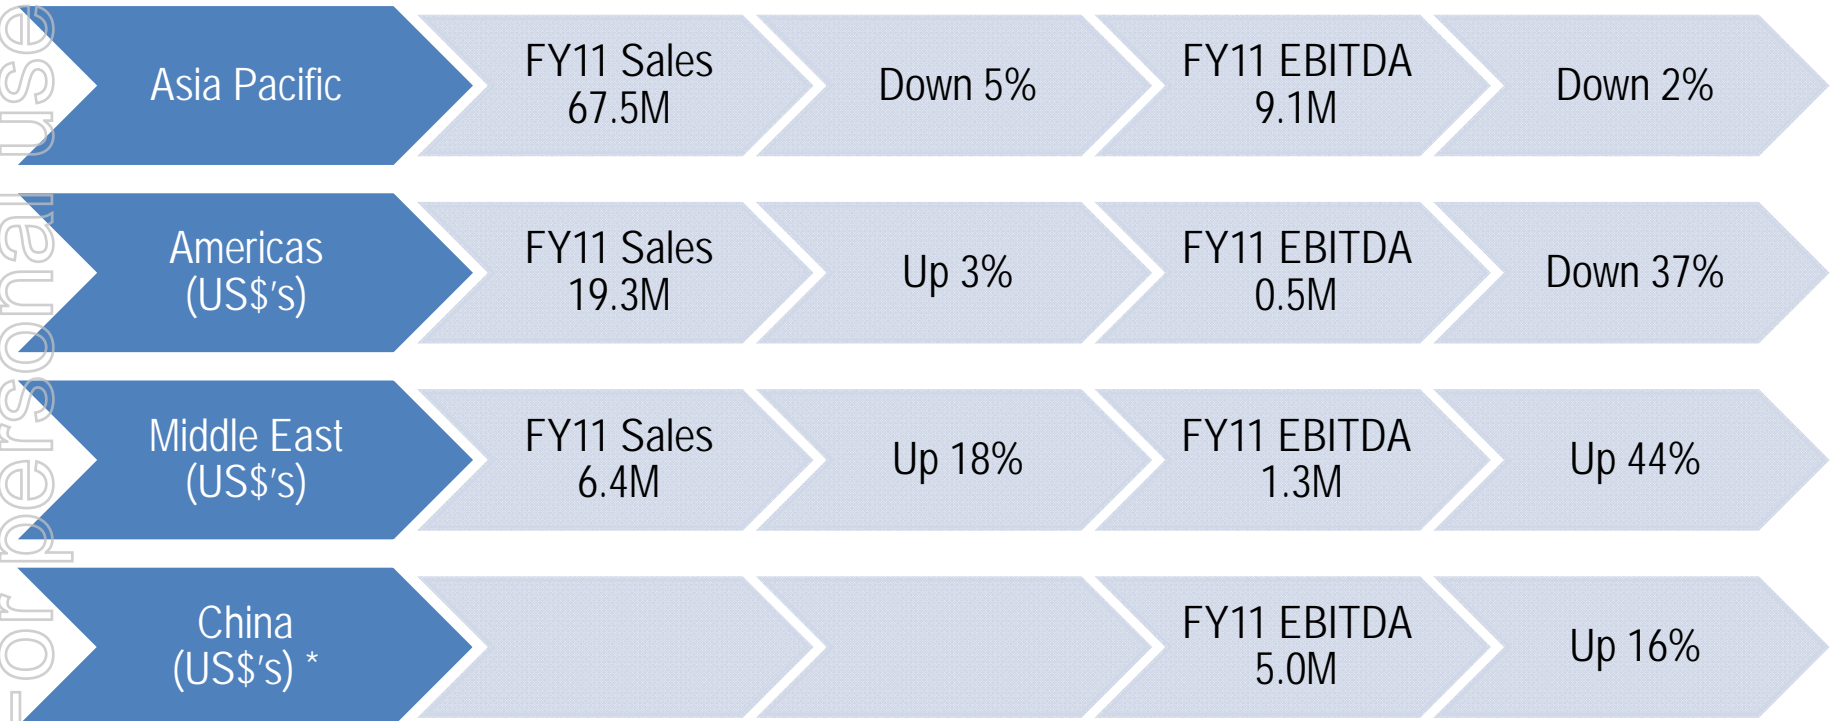 Asia Pacific
FY11 Sales
67.5M
Down 5%
FY11 EBITDA
9.1M
Down 2%
Americas
(US$'s)
FY11 Sales
19.3M
Up 3%
FY11 EBITDA
0.5M
Down 37%
Middle East
(US$'s)
FY11 Sales
6.4M
Up 18%
FY11 EBITDA
1.3M
Up 44%
China
(US$'s) *
FY11 EBITDA
5.0M
Up 16%
For personal use